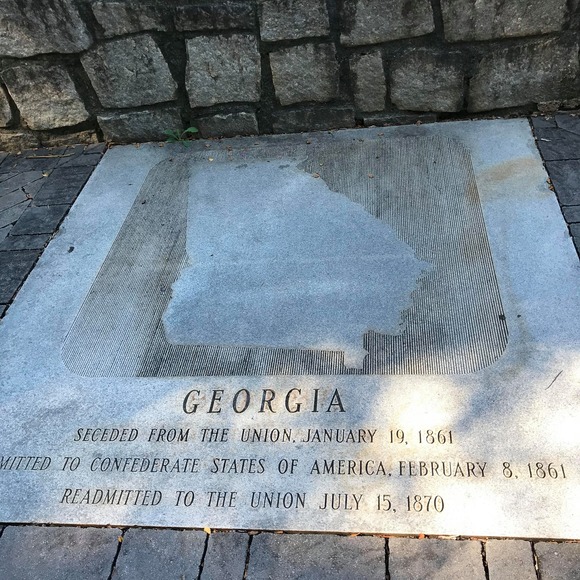 GEORGIA
SECEDED FROM THE UNION, JANUARY 19, 1861
MITTED TO CONFEDERATE STATES OF AMERICA, FEBRUARY 8, 1861
READMITTED TO THE UNION JULY 15, 1870